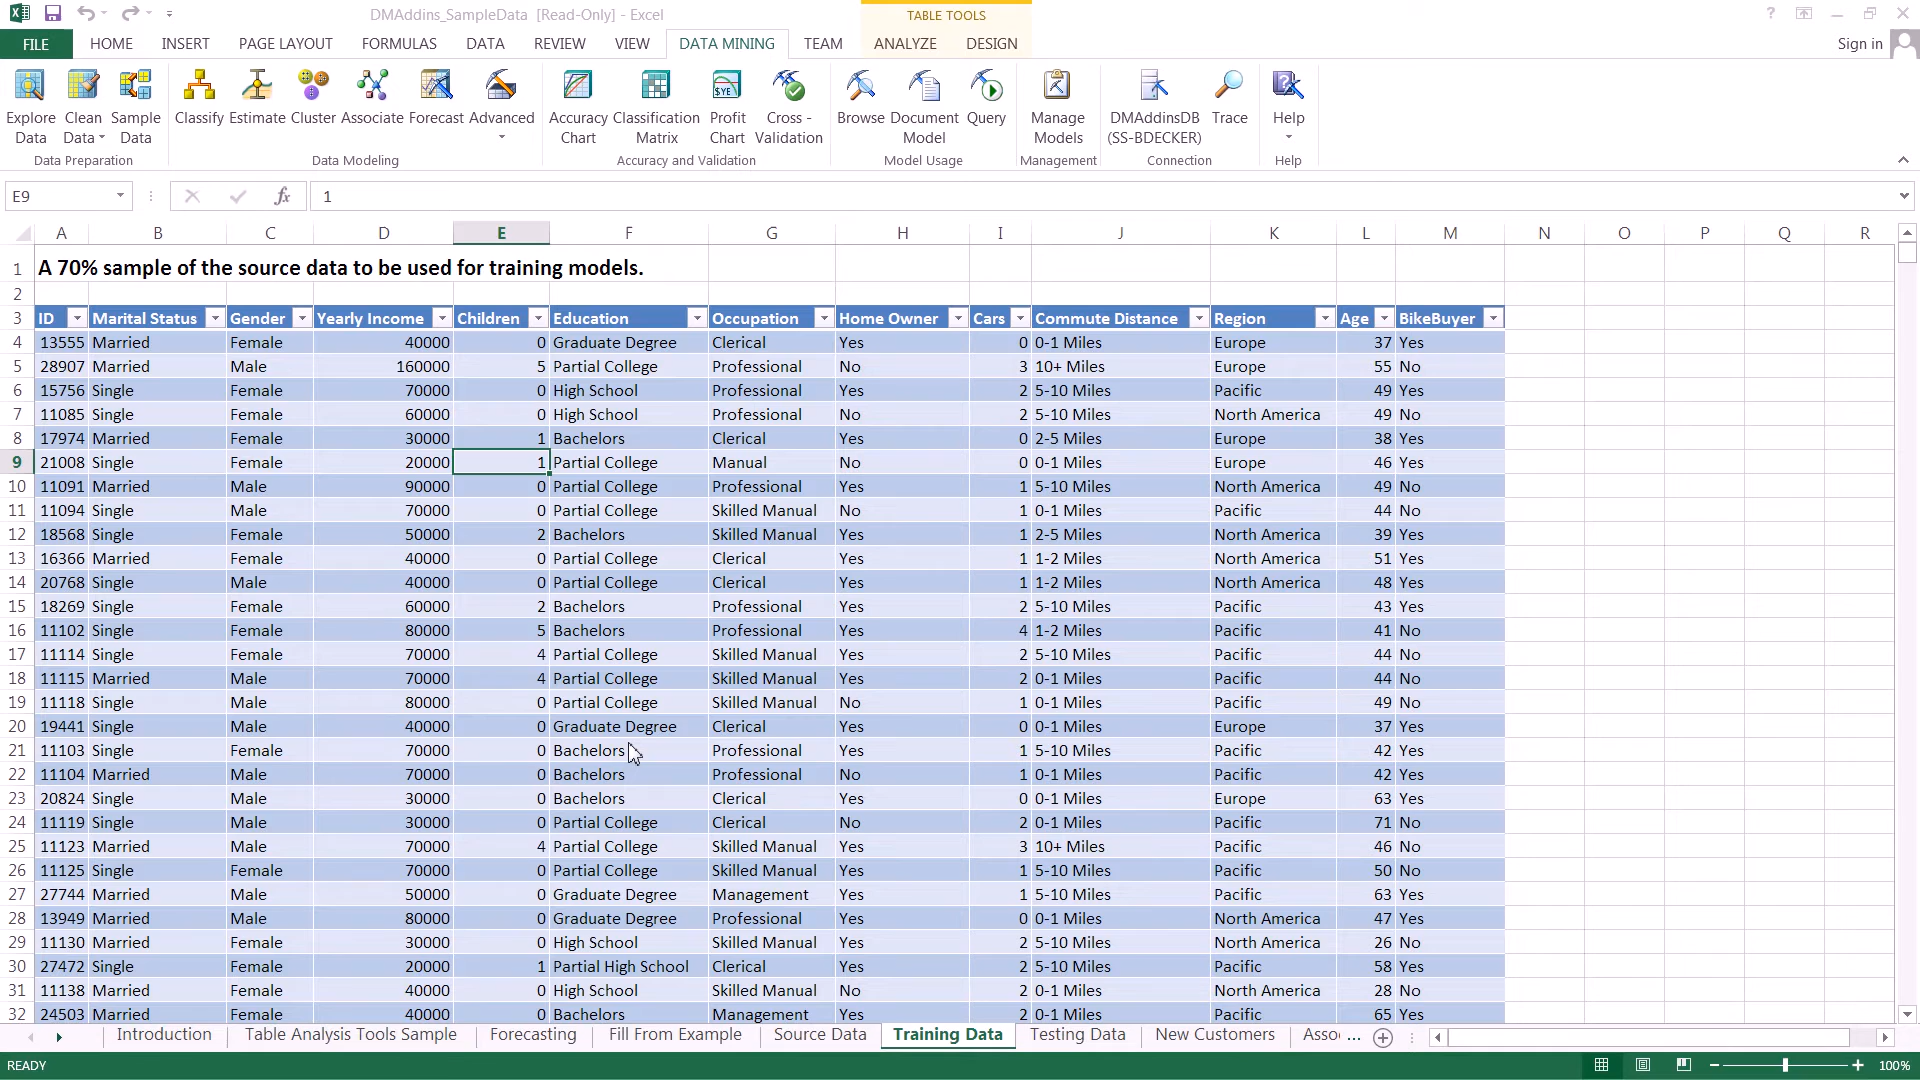 DMAddins_SampleData [Read-Only] - Excel
TABLE TOOLS
FILE HOME INSERT PAGE LAYOUT FORMULAS DATA REVIEW VIEW DATA MINING TEAM ANALYZE DESIGN Sign in
Explore Data Clean Data Sample Data Classify Estimate Cluster Associate Forecast Advanced Accuracy Chart Classification Matrix Profit Chart Cross - Validation Browse Document Model Query Manage Models DMAddinsDB (SS-BDECKER) Trace Help
Data Preparation Data Modeling Accuracy and Validation Model Usage Management Connection Help
E9 fx 1
A B C D E F G H I J K L M N O P Q R
1 A 70% sample of the source data to be used for training models.
2
3 ID Marital Status Gender Yearly Income Children Education Occupation Home Owner Cars Commute Distance Region Age BikeBuyer
4 13555 Married Female 40000 0 Graduate Degree Clerical Yes 0 0-1 Miles Europe 37 Yes
5 28907 Married Male 160000 5 Partial College Professional No 3 10+ Miles Europe 55 No
6 15756 Single Female 70000 0 High School Professional Yes 2 5-10 Miles Pacific 49 Yes
7 11085 Single Female 60000 0 High School Professional No 2 5-10 Miles North America 49 No
8 17974 Married Female 30000 1 Bachelors Clerical Yes 0 2-5 Miles Europe 38 Yes
9 21008 Single Female 20000 1 Partial College Manual No 0 0-1 Miles Europe 46 Yes
10 11091 Married Male 90000 0 Partial College Professional Yes 1 5-10 Miles North America 49 No
11 11094 Single Male 70000 0 Partial College Skilled Manual No 1 0-1 Miles Pacific 44 No
12 18568 Single Female 50000 2 Bachelors Skilled Manual Yes 1 2-5 Miles North America 39 Yes
13 16366 Married Female 40000 0 Partial College Clerical Yes 1 1-2 Miles North America 51 Yes
14 20768 Single Male 40000 0 Partial College Clerical Yes 1 1-2 Miles North America 48 Yes
15 18269 Single Female 60000 2 Bachelors Professional Yes 2 5-10 Miles Pacific 43 Yes
16 11102 Single Female 80000 5 Bachelors Professional Yes 4 1-2 Miles Pacific 41 No
17 11114 Single Female 70000 4 Partial College Skilled Manual Yes 2 5-10 Miles Pacific 44 No
18 11115 Married Male 70000 4 Partial College Skilled Manual Yes 2 0-1 Miles Pacific 44 No
19 11118 Single Male 80000 0 Partial College Skilled Manual No 1 0-1 Miles Pacific 49 No
20 19441 Single Male 40000 0 Graduate Degree Clerical Yes 0 0-1 Miles Europe 37 Yes
21 11103 Single Female 70000 0 Bachelors Professional Yes 1 5-10 Miles Pacific 42 Yes
22 11104 Married Male 70000 0 Bachelors Professional No 1 0-1 Miles Pacific 42 Yes
23 20824 Single Male 30000 0 Bachelors Clerical Yes 0 0-1 Miles Europe 63 Yes
24 11119 Single Male 30000 0 Partial College Clerical No 2 0-1 Miles Pacific 71 No
25 11123 Married Male 70000 4 Partial College Skilled Manual Yes 3 10+ Miles Pacific 46 No
26 11125 Single Female 70000 0 Partial College Skilled Manual Yes 1 5-10 Miles Pacific 50 No
27 27744 Married Male 50000 0 Graduate Degree Management Yes 1 5-10 Miles Pacific 63 Yes
28 13949 Married Male 80000 0 Graduate Degree Professional Yes 0 0-1 Miles North America 47 Yes
29 11130 Married Female 30000 0 High School Skilled Manual Yes 2 5-10 Miles North America 26 No
30 27472 Single Female 20000 1 Partial High School Clerical Yes 2 5-10 Miles Pacific 58 Yes
31 11138 Married Female 40000 0 High School Skilled Manual No 2 0-1 Miles North America 28 No
32 24503 Married Female 40000 0 Bachelors Management Yes 2 0-1 Miles Pacific 65 Yes
Introduction Table Analysis Tools Sample Forecasting Fill From Example Source Data Training Data Testing Data New Customers Asso ...
READY 100%